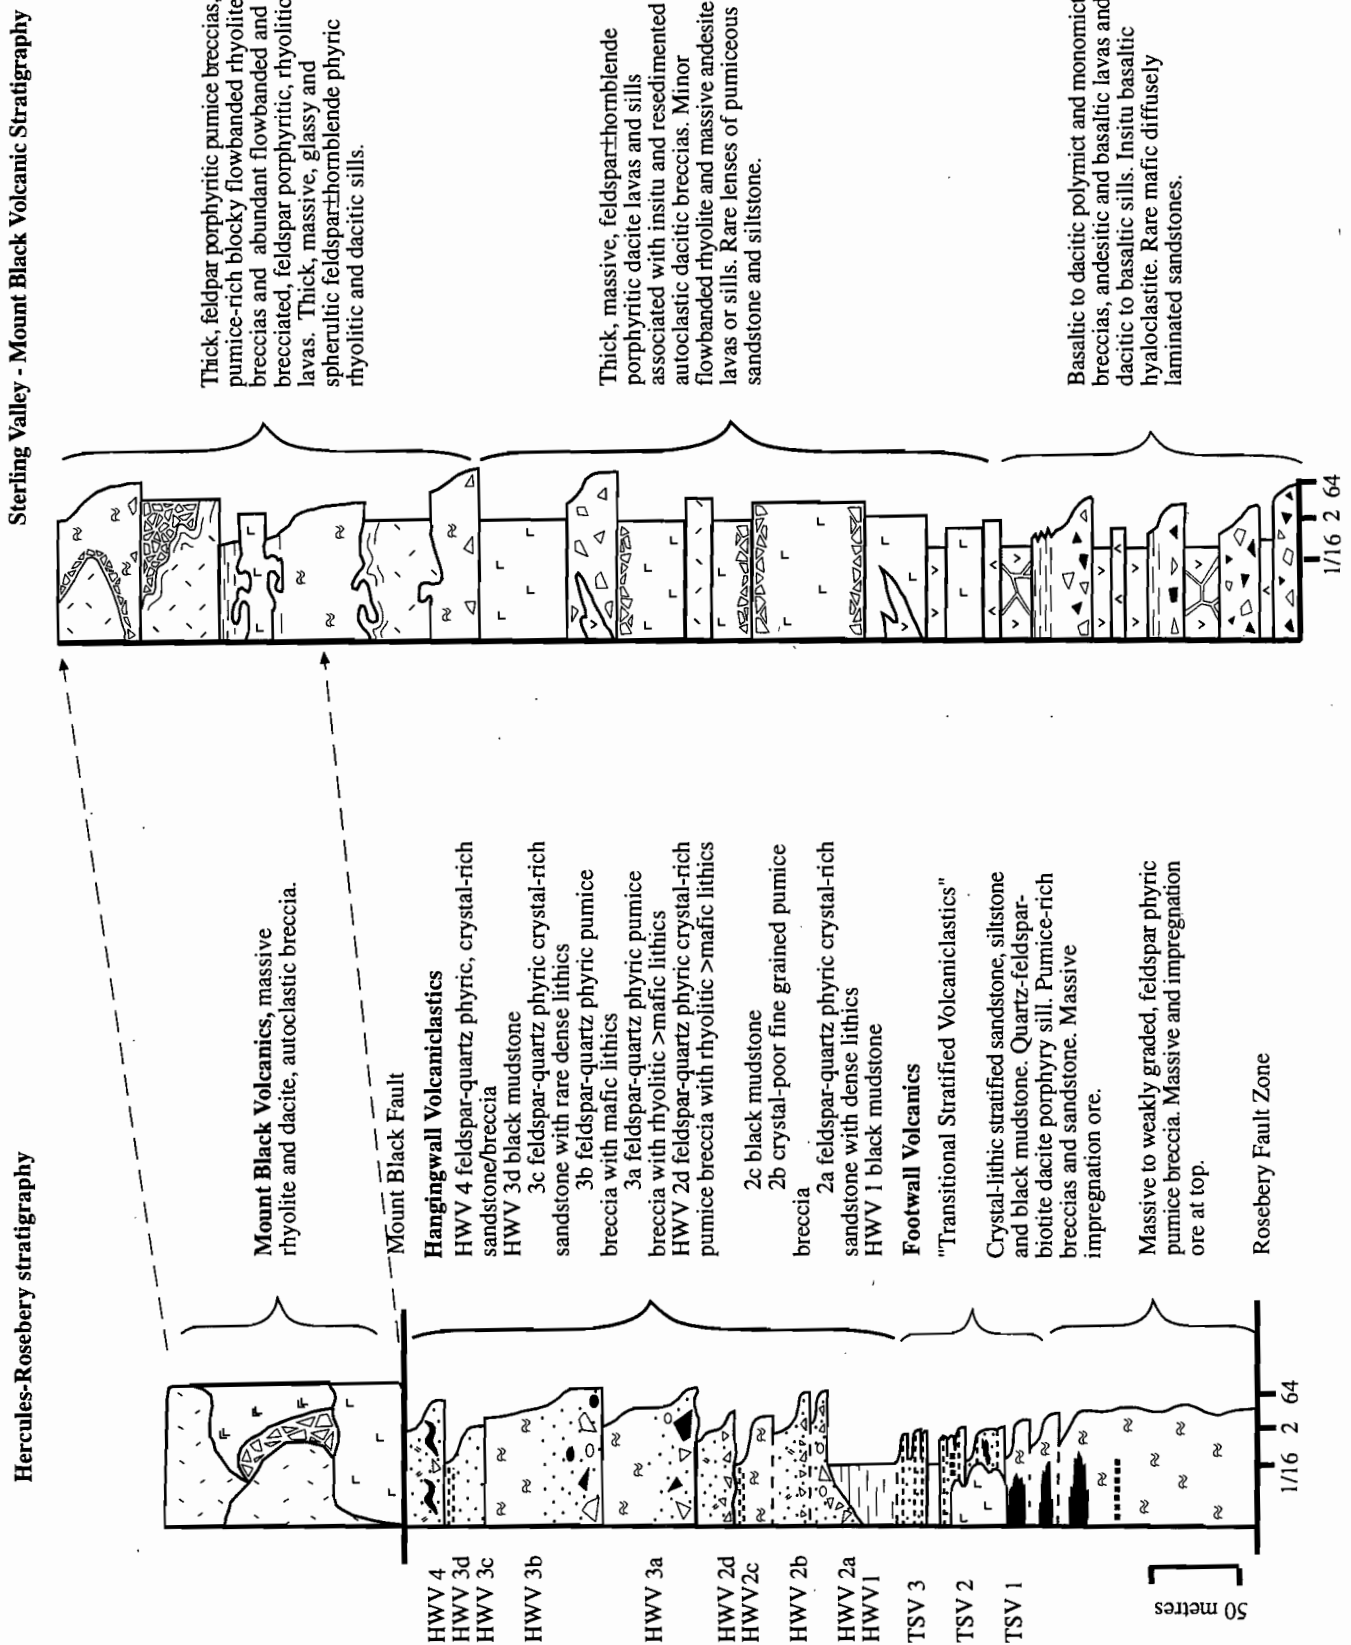 Hercules-Rosebery stratigraphy
Mount Black Volcanics, massive
rhyolite and dacite, autoclastic breccia.
Mount Black Fault
Hangingwall Volcaniclastics
HWV 4 feldspar-quartz phyric, crystal-rich
sandstone/breccia
HWV 3d black mudstone
3c feldspar-quartz phyric crystal-rich
sandstone with rare dense lithics
3b feldspar-quartz phyric pumice
breccia with mafic lithics
3a feldspar-quartz phyric pumice
breccia with rhyolitic >mafic lithics
HWV 2d feldspar-quartz phyric crystal-rich
pumice breccia with rhyolitic >mafic lithics
2c black mudstone
2b crystal-poor fine grained pumice
breccia
2a feldspar-quartz phyric crystal-rich
sandstone with dense lithics
HWV 1 black mudstone
Footwall Volcanics
"Transitional Stratified Volcaniclastics"
Crystal-lithic stratified sandstone, siltstone
and black mudstone. Quartz-feldspar-
biotite dacite porphyry sill. Pumice-rich
breccias and sandstone. Massive
impregnation ore.
Massive to weakly graded, feldspar phyric
pumice breccia. Massive and impregnation
ore at top.
Rosebery Fault Zone
HWV 4
HWV 3d
HWV 3c
HWV 3b
HWV 3a
HWV 2d
HWV2c
HWV 2b
HWV 2a
HWV1
TSV 3
TSV 2
TSV 1
50 metres
1/16 2 64
Sterling Valley - Mount Black Volcanic Stratigraphy
Thick, feldpar porphyritic pumice breccias,
pumice-rich blocky flowbanded rhyolite
breccias and abundant flowbanded and
brecciated, feldspar porphyritic, rhyolitic
lavas. Thick, massive, glassy and
spherultic feldspar±hornblende phyric
rhyolitic and dacitic sills.
Thick, massive, feldspar±hornblende
porphyritic dacite lavas and sills
associated with insitu and resedimented
autoclastic dacitic breccias. Minor
flowbanded rhyolite and massive andesite
lavas or sills. Rare lenses of pumiceous
sandstone and siltstone.
Basaltic to dacitic polymict and monomict
breccias, andesitic and basaltic lavas and
dacitic to basaltic sills. Insitu basaltic
hyaloclastite. Rare mafic diffusely
laminated sandstones.
1/16 2 64